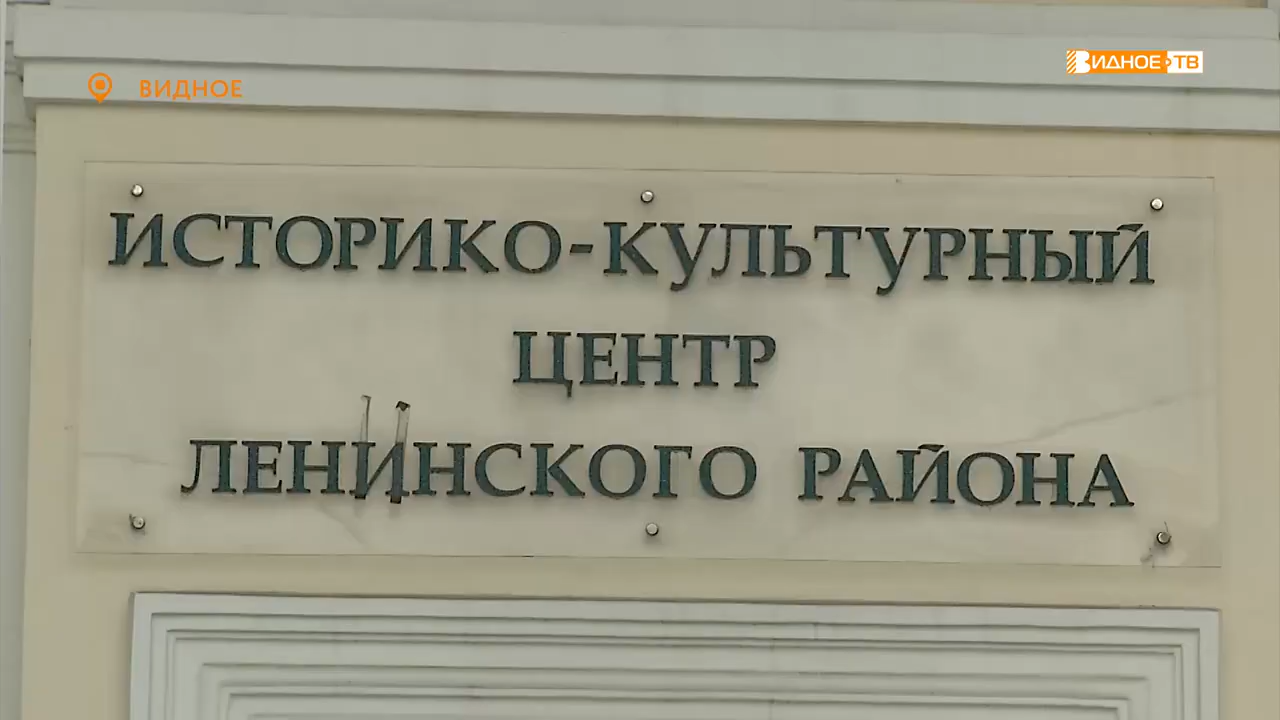 ВИДНОЕ
ВИДНОЕ ТВ
ИСТОРИКО-КУЛЬТУРНЫЙ
ЦЕНТР
ЛЕНИНСКОГО РАЙОНА